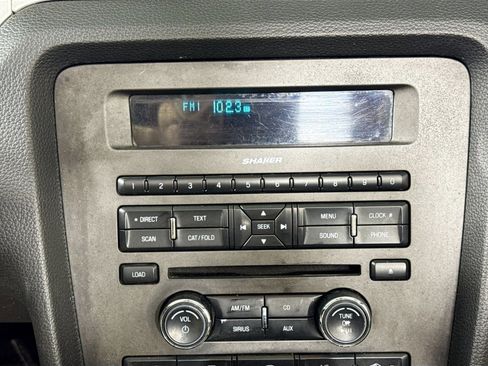 FM1 102.3
SHAKER
1 2 3 4 5 6 7 8 9 0
DIRECT TEXT MENU CLOCK
SEEK
SCAN CAT/FOLD SOUND PHONE
LOAD
AM/FM CD
VOL TUNE
SIRIUS AUX